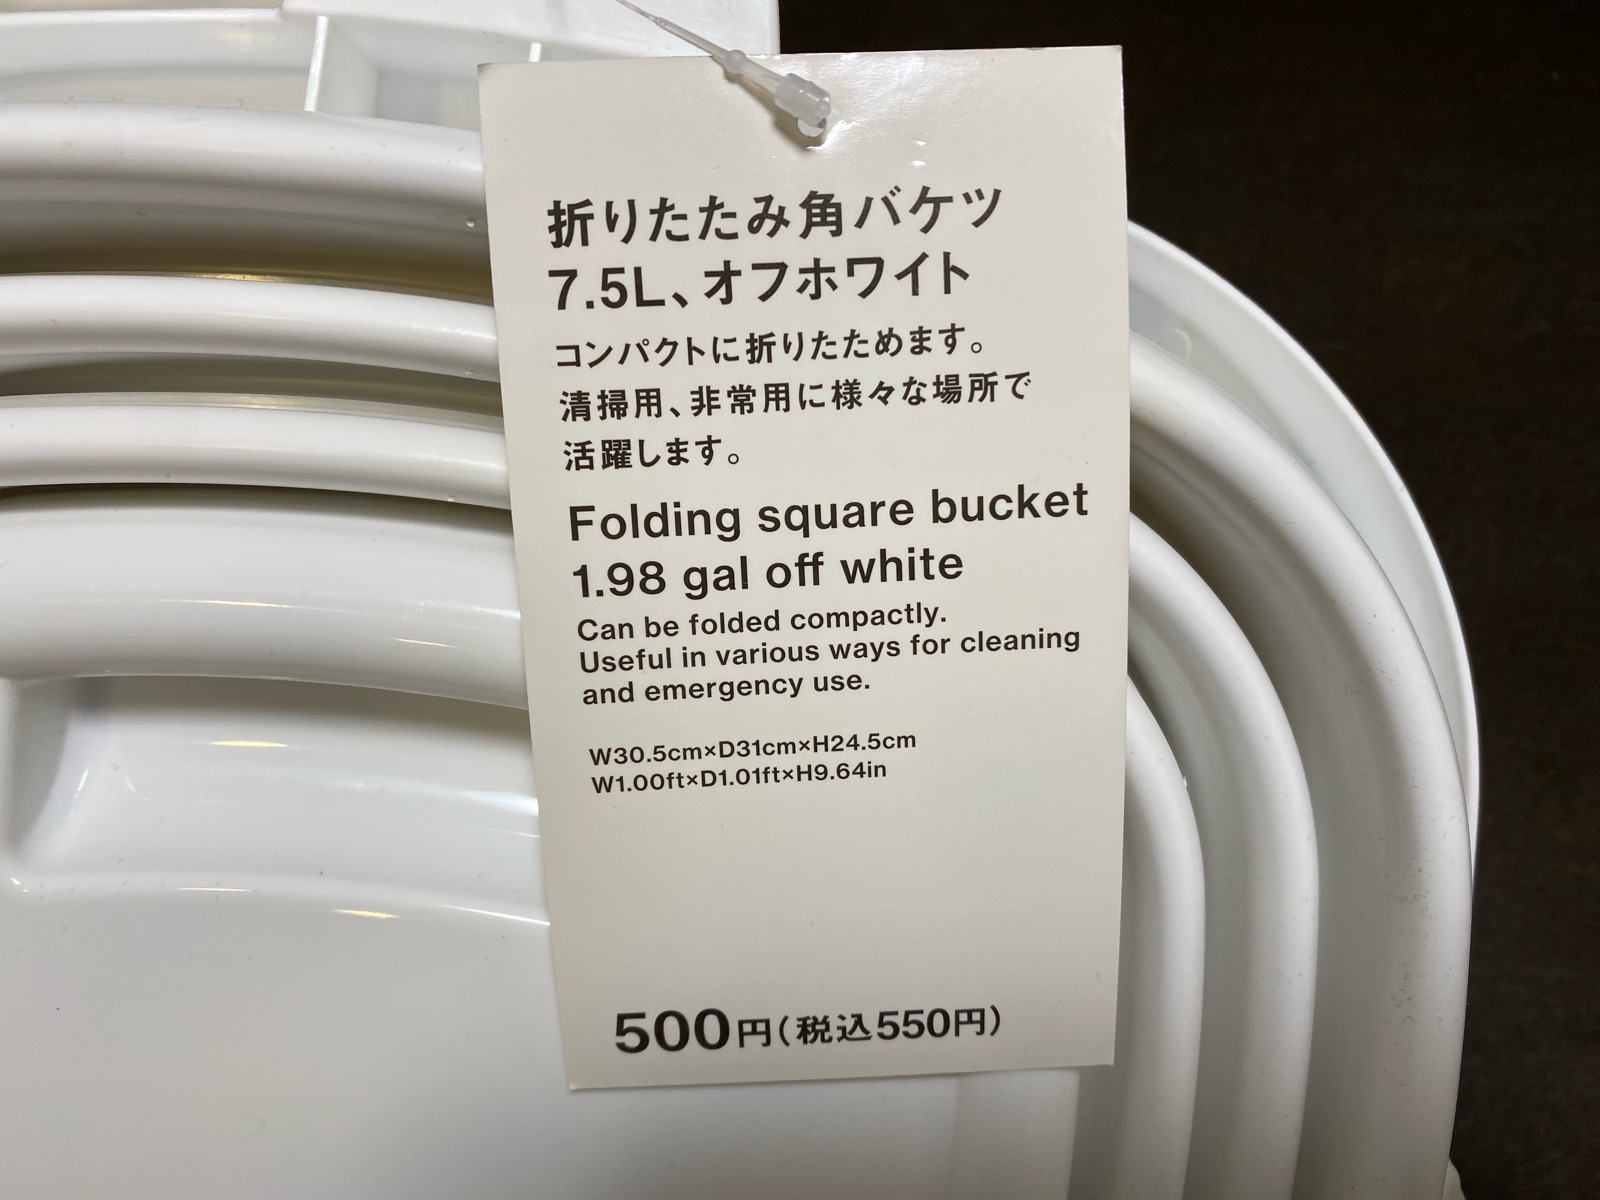 折りたたみ角バケツ
7.5L、オフホワイト
コンパクトに折りたためます。
清掃用、非常用に様々な場所で
活躍します。
Folding square bucket
1.98 gal off white
Can be folded compactly.
Useful in various ways for cleaning
and emergency use.
W30.5cm×D31cm×H24.5cm
W1.00ft×D1.01ft×H9.64in
500円(税込550円)